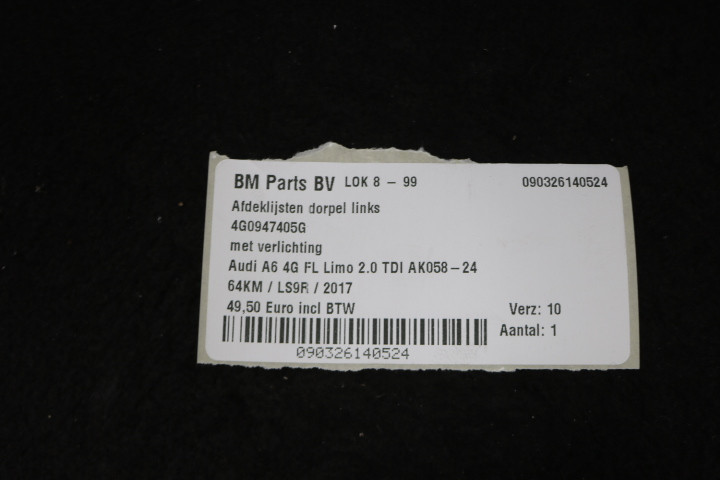 BM Parts BV LOK 8 - 99 090326140524
Afdeklijsten dorpel links
4G0947405G
met verlichting
Audi A6 4G FL Limo 2.0 TDI AK058-24
64KM / LS9R / 2017
49,50 Euro incl BTW Verz: 10
Aantal: 1
090326140524